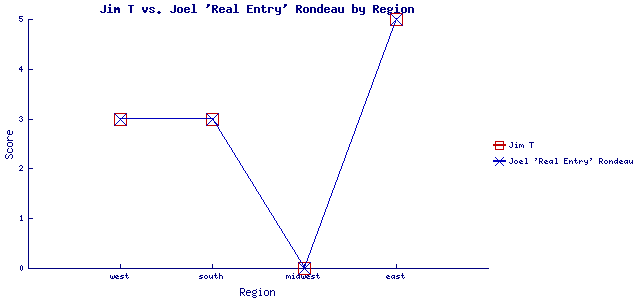 Jim T vs. Joel 'Real Entry' Rondeau by Region
5
4
3
2
1
0
Score
west south midwest east
Region
Jim T
Joel 'Real Entry' Rondeau